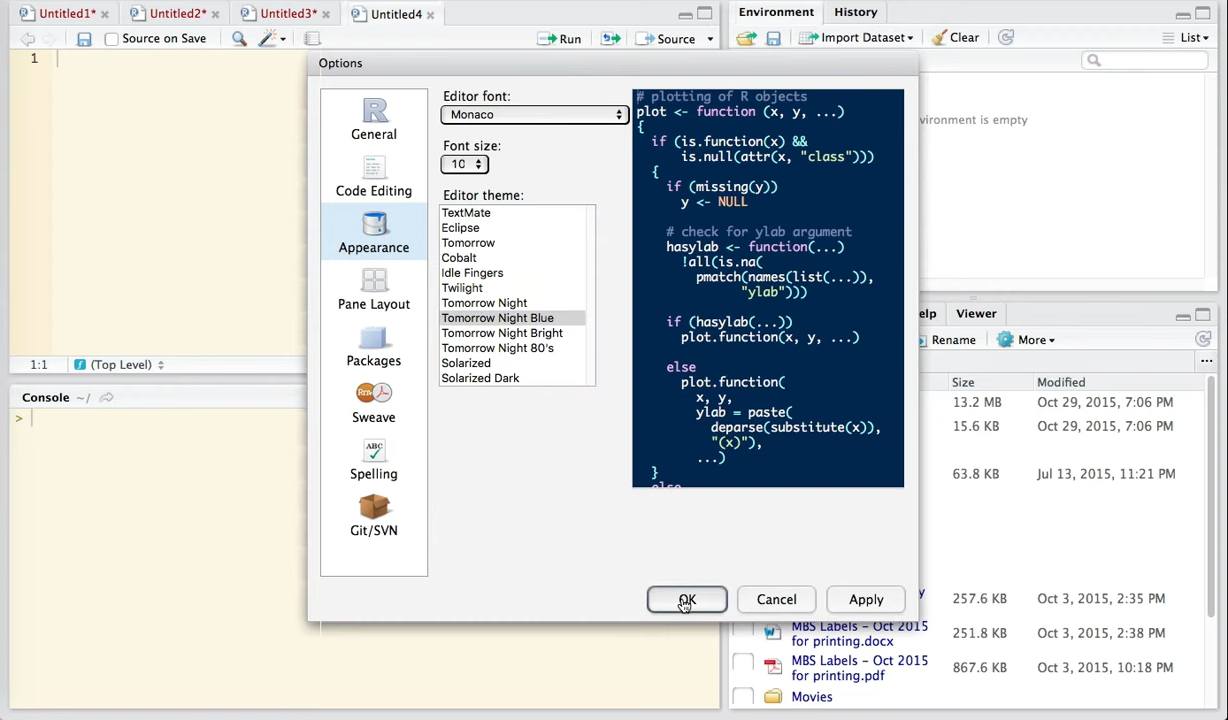 Untitled1* ×
Untitled2* ×
Untitled3* ×
Untitled4 ×
Source on Save
Run
Source
1
1:1
(Top Level)
Console ~/
>
Environment
History
Import Dataset
Clear
List
vironment is empty
elp
Viewer
Rename
More
Size
Modified
13.2 MB
Oct 29, 2015, 7:06 PM
15.6 KB
Oct 29, 2015, 7:06 PM
63.8 KB
Jul 13, 2015, 11:21 PM
y
257.6 KB
Oct 3, 2015, 2:35 PM
MBS Labels - Oct 2015
for printing.docx
251.8 KB
Oct 3, 2015, 2:38 PM
MBS Labels - Oct 2015
for printing.pdf
867.6 KB
Oct 3, 2015, 10:18 PM
Movies
Options
R
General
Code Editing
Appearance
Pane Layout
Packages
Sweave
ABC
Spelling
Git/SVN
Editor font:
Monaco
Font size:
10
Editor theme:
TextMate
Eclipse
Tomorrow
Cobalt
Idle Fingers
Twilight
Tomorrow Night
Tomorrow Night Blue
Tomorrow Night Bright
Tomorrow Night 80's
Solarized
Solarized Dark
# plotting of R objects
plot <- function (x, y, ...)
{
if (is.function(x) &&
is.null(attr(x, "class")))
{
if (missing(y))
y <- NULL
# check for ylab argument
hasylab <- function(...)
!all(is.na(
pmatch(names(list(...)),
"ylab")))
if (hasylab(...))
plot.function(x, y, ...)
else
plot.function(
x, y,
ylab = paste(
deparse(substitute(x)),
"(x)"),
...)
}
else
OK
Cancel
Apply